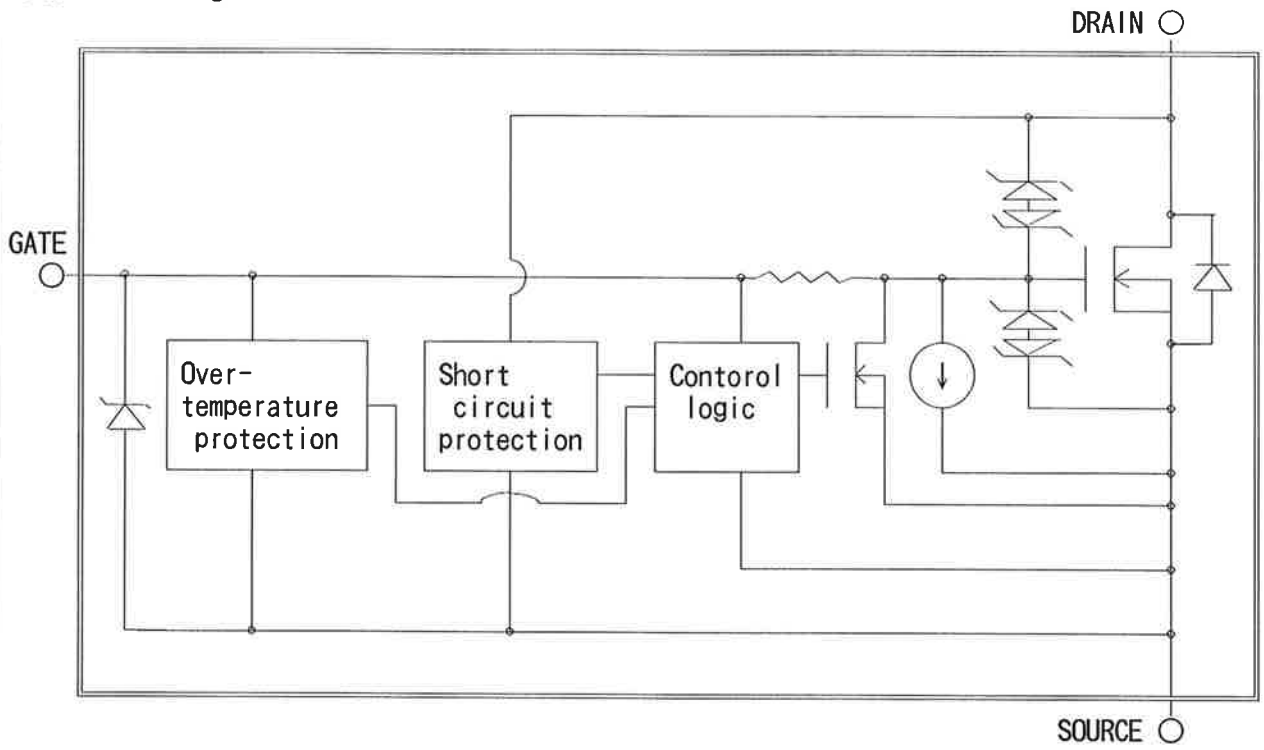 DRAIN
GATE
Over-
temperature
protection
Short
circuit
protection
Contorol
logic
SOURCE